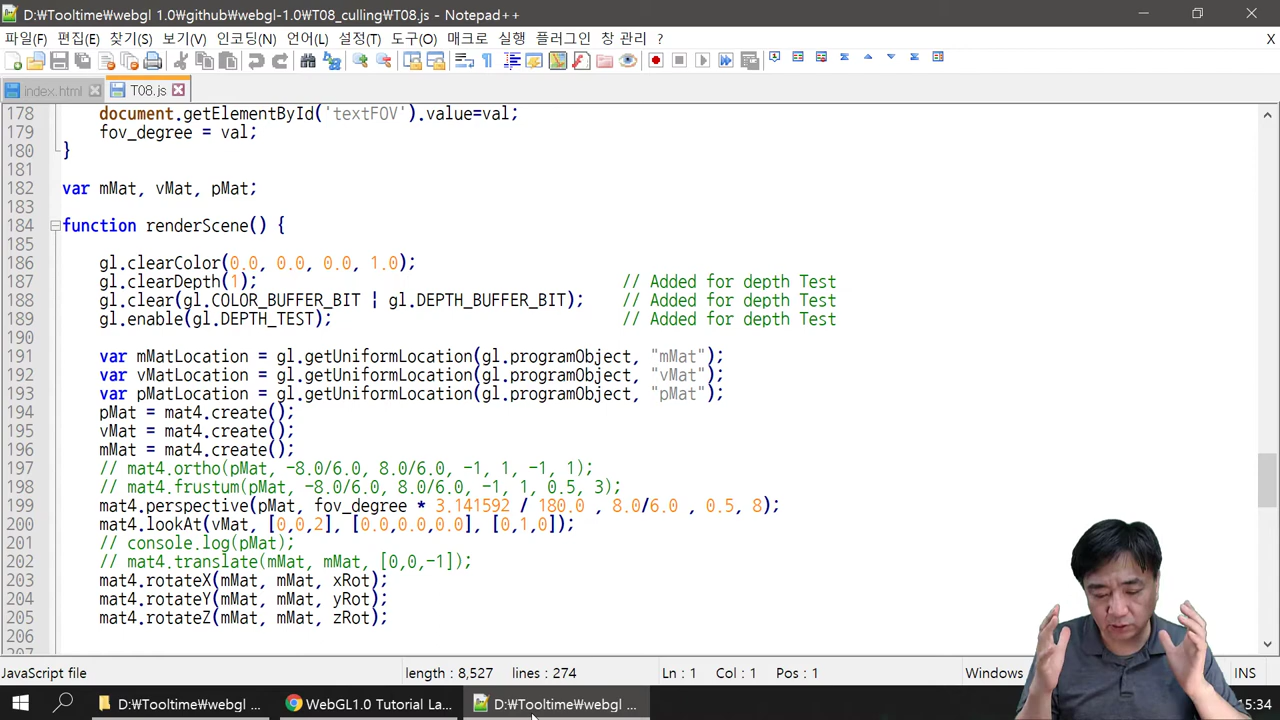 D:￦Tooltime￦webgl 1.0￦github￦webgl-1.0￦T08_culling￦T08.js - Notepad++
파일(F) 편집(E) 찾기(S) 보기(V) 인코딩(N) 언어(L) 설정(T) 도구(O) 매크로 실행 플러그인 창 관리 ? X
index.html T08.js
178 document.getElementById('textFOV').value=val;
179 fov_degree = val;
180 }
181
182 var mMat, vMat, pMat;
183
184 function renderScene() {
185
186 gl.clearColor(0.0, 0.0, 0.0, 1.0);
187 gl.clearDepth(1); // Added for depth Test
188 gl.clear(gl.COLOR_BUFFER_BIT | gl.DEPTH_BUFFER_BIT); // Added for depth Test
189 gl.enable(gl.DEPTH_TEST); // Added for depth Test
190
191 var mMatLocation = gl.getUniformLocation(gl.programObject, "mMat");
192 var vMatLocation = gl.getUniformLocation(gl.programObject, "vMat");
193 var pMatLocation = gl.getUniformLocation(gl.programObject, "pMat");
194 pMat = mat4.create();
195 vMat = mat4.create();
196 mMat = mat4.create();
197 // mat4.ortho(pMat, -8.0/6.0, 8.0/6.0, -1, 1, -1, 1);
198 // mat4.frustum(pMat, -8.0/6.0, 8.0/6.0, -1, 1, 0.5, 3);
199 mat4.perspective(pMat, fov_degree * 3.141592 / 180.0 , 8.0/6.0 , 0.5, 8);
200 mat4.lookAt(vMat, [0,0,2], [0.0,0.0,0.0], [0,1,0]);
201 // console.log(pMat);
202 // mat4.translate(mMat, mMat, [0,0,-1]);
203 mat4.rotateX(mMat, mMat, xRot);
204 mat4.rotateY(mMat, mMat, yRot);
205 mat4.rotateZ(mMat, mMat, zRot);
206
207
JavaScript file length : 8,527 lines : 274 Ln : 1 Col : 1 Pos : 1 Windows INS
D:￦Tooltime￦webgl ... WebGL1.0 Tutorial La... D:￦Tooltime￦webgl ... 15:34